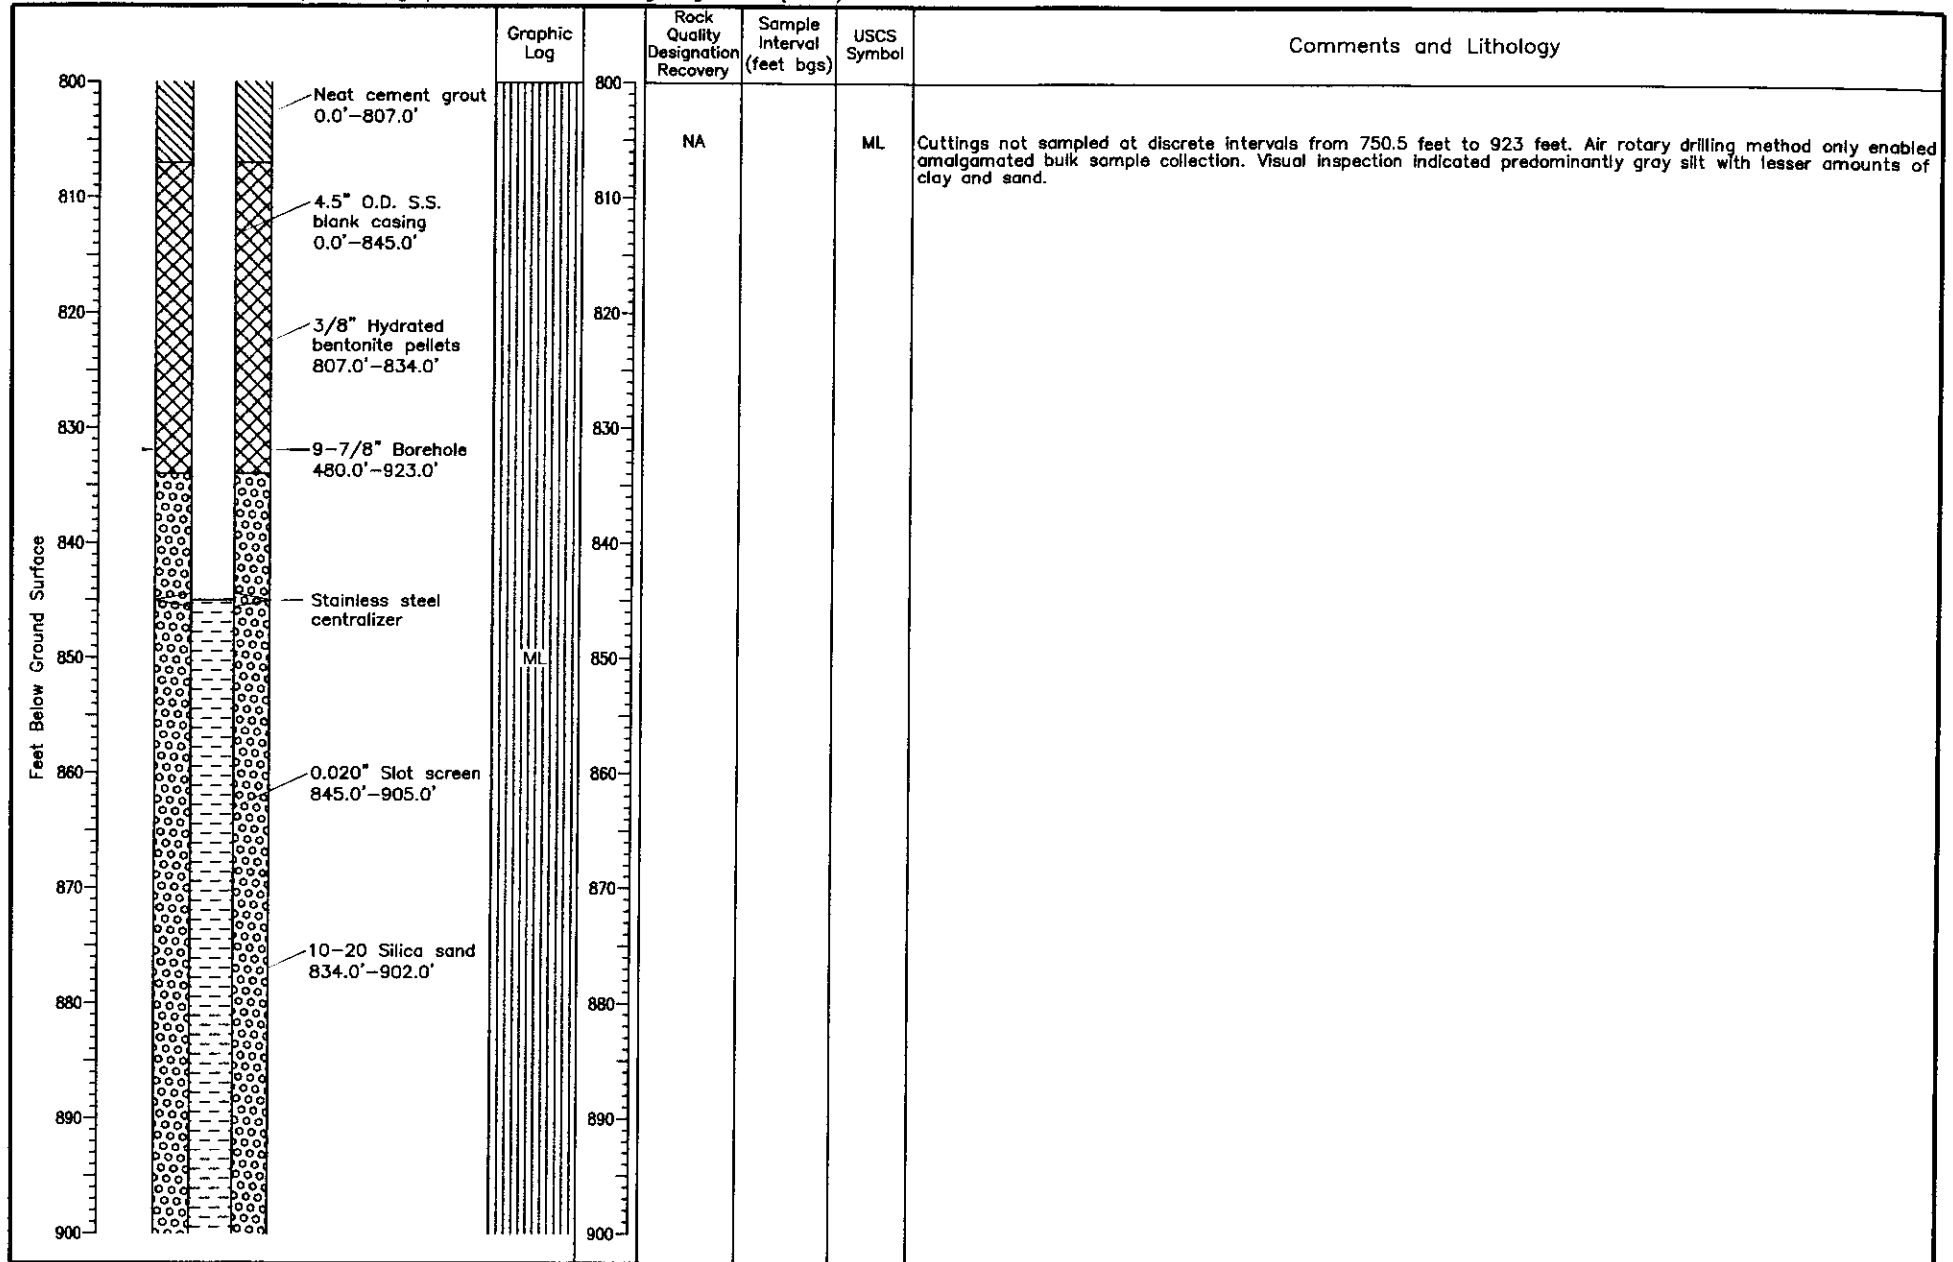 Graphic
Log
Rock
Quality
Designation
Recovery
Sample
Interval
(feet bgs)
USCS
Symbol
Comments and Lithology
Feet Below Ground Surface
800
810
820
830
840
850
860
870
880
890
900
Neat cement grout
0.0'-807.0'
4.5" O.D. S.S.
blank casing
0.0'-845.0'
3/8" Hydrated
bentonite pellets
807.0'-834.0'
9-7/8" Borehole
480.0'-923.0'
Stainless steel
centralizer
0.020" Slot screen
845.0'-905.0'
10-20 Silica sand
834.0'-902.0'
ML
800
810
820
830
840
850
860
870
880
890
900
NA
ML
Cuttings not sampled at discrete intervals from 750.5 feet to 923 feet. Air rotary drilling method only enabled
amalgamated bulk sample collection. Visual inspection indicated predominantly gray silt with lesser amounts of
clay and sand.